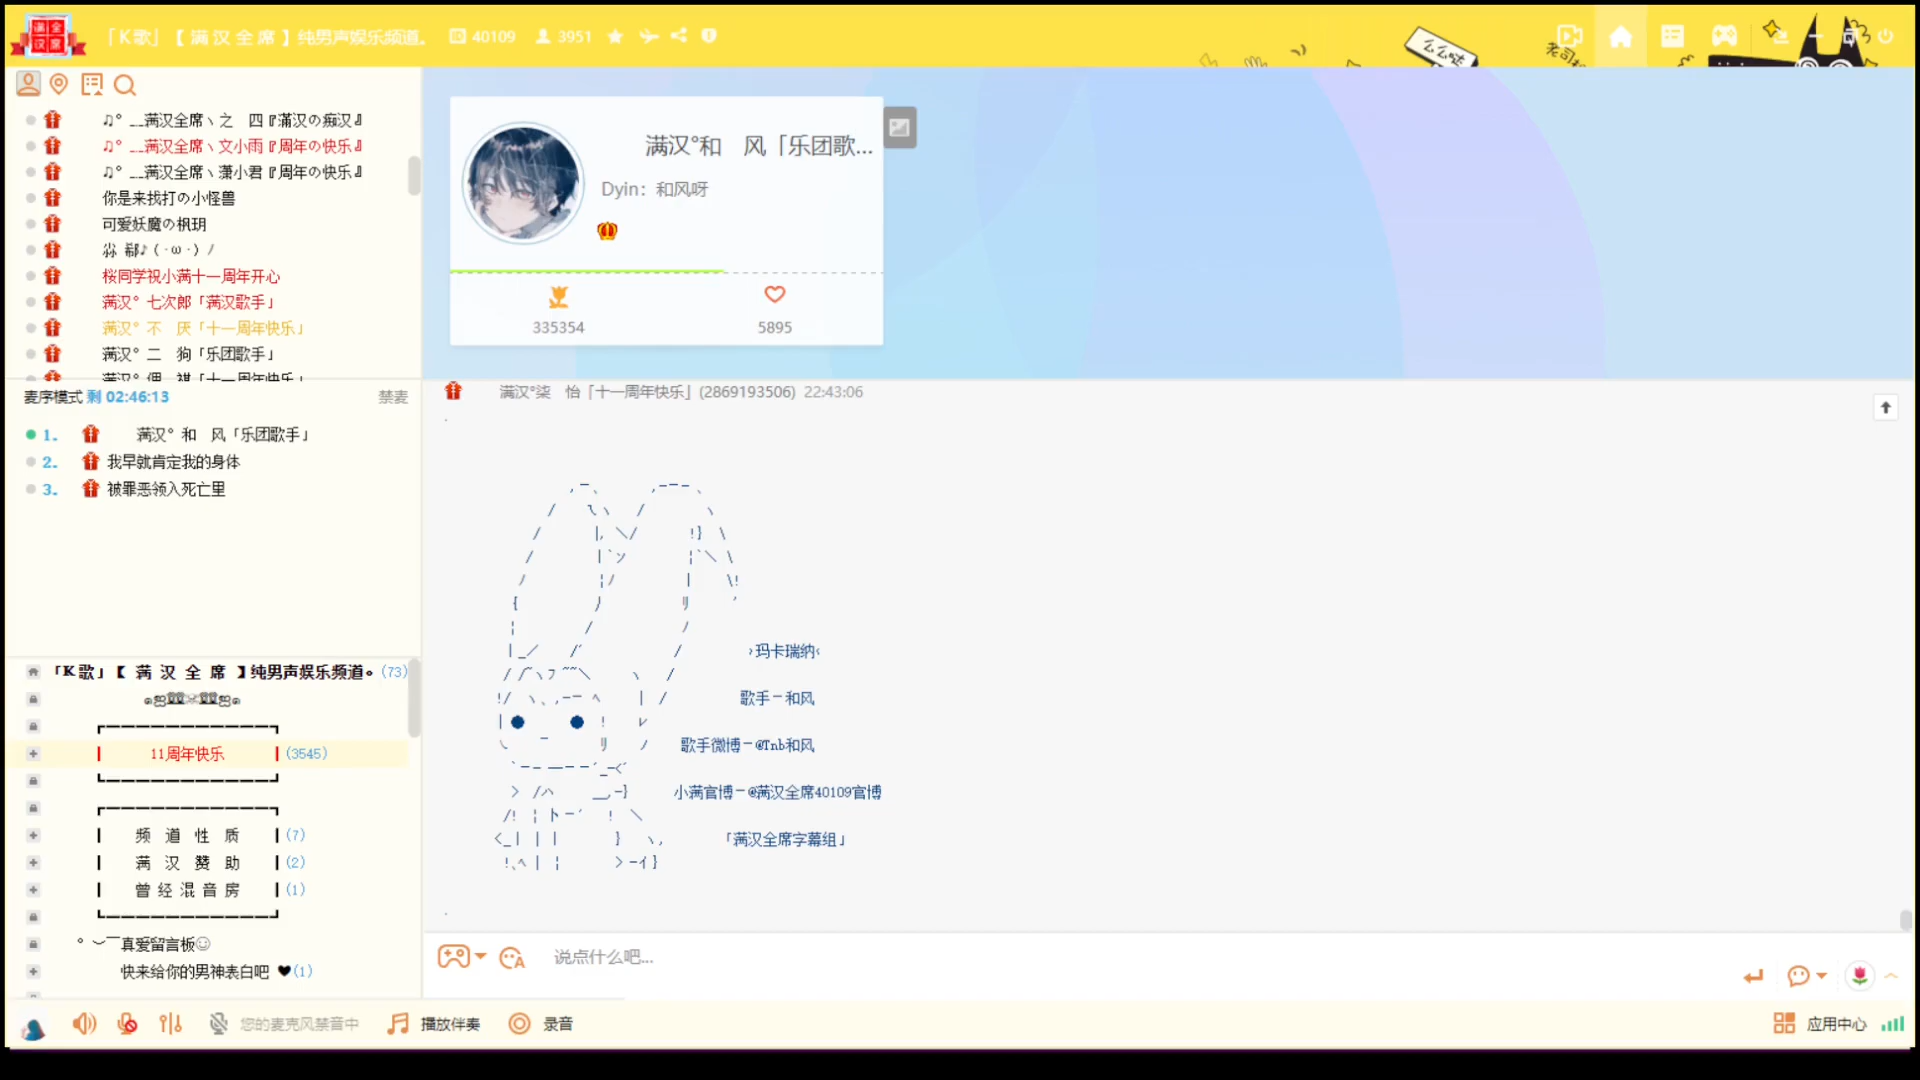 「K歌」【 满 汉 全 席 】纯男声娱乐频道。 40109 3951
满汉全席
么么哒
♫° ﹎满汉全席ヽ之 四『满汉の痴汉』
♫° ﹎满汉全席ヽ文小雨『周年の快乐』
♫° ﹎满汉全席ヽ潇小君『周年の快乐』
你是来找打の小怪兽
可爱妖魔の枫玥
桜同学祝小满十一周年开心
满汉° 七次郎「满汉歌手」
满汉° 不 厌「十一周年快乐」
满汉° 二 狗「乐团歌手」
麦序模式 剩 02:46:13 禁麦
1. 满汉° 和 风「乐团歌手」
2. 我早就肯定我的身体
3. 被罪恶领入死亡里
「K歌」【 满 汉 全 席 】纯男声娱乐频道。(73)
11周年快乐 (3545)
频 道 性 质 (7)
满 汉 赞 助 (2)
曾 经 混 音 房 (1)
真爱留言板
快来给你的男神表白吧 ♥(1)
满汉°和 风「乐团歌...
Dyin：和风呀
335354 5895
满汉°柒 怡「十一周年快乐」(2869193506) 22:43:06
›玛卡瑞纳‹
歌手－和风
歌手微博－@Tnb和风
小满官博－@满汉全席40109官博
「满汉全席字幕组」
说点什么吧...
您的麦克风禁音中 播放伴奏 录音 应用中心